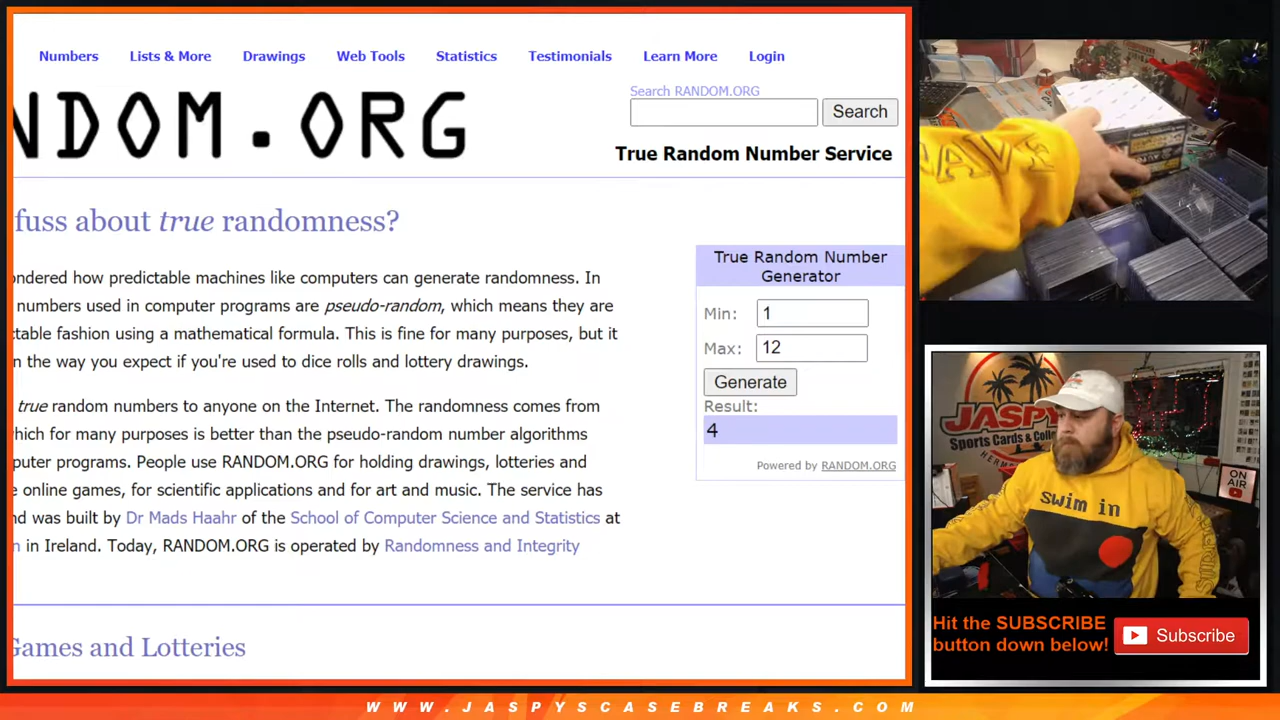 Numbers Lists & More Drawings Web Tools Statistics Testimonials Learn More Login
Search RANDOM.ORG
Search
NDOM.ORG
True Random Number Service
fuss about true randomness?
ondered how predictable machines like computers can generate randomness. In
numbers used in computer programs are pseudo-random, which means they are
ctable fashion using a mathematical formula. This is fine for many purposes, but it
n the way you expect if you're used to dice rolls and lottery drawings.
true random numbers to anyone on the Internet. The randomness comes from
which for many purposes is better than the pseudo-random number algorithms
puter programs. People use RANDOM.ORG for holding drawings, lotteries and
e online games, for scientific applications and for art and music. The service has
nd was built by Dr Mads Haahr of the School of Computer Science and Statistics at
n in Ireland. Today, RANDOM.ORG is operated by Randomness and Integrity
Games and Lotteries
True Random Number
Generator
Min: 1
Max: 12
Generate
Result:
4
Powered by RANDOM.ORG
JASPY
Sports Cards & Colle
HERM
ON
AIR
swim in
Hit the SUBSCRIBE
button down below!
Subscribe
WWW.JASPYSCASEBREAKS.COM